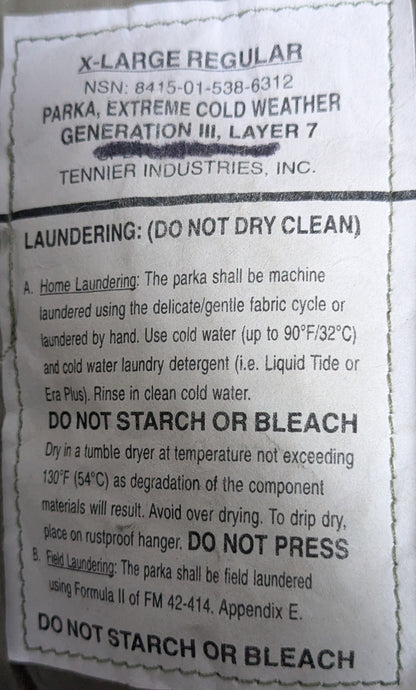 X-LARGE REGULAR
NSN: 8415-01-538-6312
PARKA, EXTREME COLD WEATHER
GENERATION III, LAYER 7
TENNIER INDUSTRIES, INC.
LAUNDERING: (DO NOT DRY CLEAN)
A. Home Laundering: The parka shall be machine
laundered using the delicate/gentle fabric cycle or
laundered by hand. Use cold water (up to 90°F/32°C)
and cold water laundry detergent (i.e. Liquid Tide or
Era Plus). Rinse in clean cold water.
DO NOT STARCH OR BLEACH
Dry in a tumble dryer at temperature not exceeding
130°F (54°C) as degradation of the component
materials will result. Avoid over drying. To drip dry,
place on rustproof hanger. DO NOT PRESS
B. Field Laundering: The parka shall be field laundered
using Formula II of FM 42-414, Appendix E.
DO NOT STARCH OR BLEACH